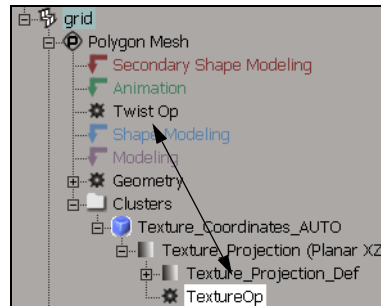 grid
Polygon Mesh
Secondary Shape Modeling
Animation
Twist Op
Shape Modeling
Modeling
Geometry
Clusters
Texture_Coordinates_AUTO
Texture_Projection (Planar XZ
Texture_Projection_Def
TextureOp